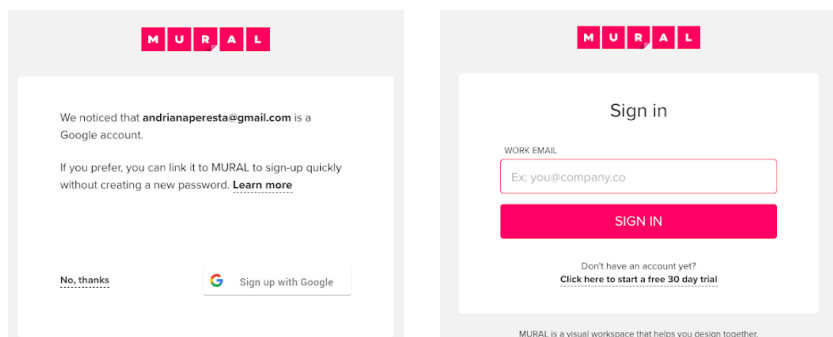 MURAL
We noticed that andrianaperesta@gmail.com is a
Google account.
If you prefer, you can link it to MURAL to sign-up quickly
without creating a new password. Learn more
No, thanks
Sign up with Google
MURAL
Sign in
WORK EMAIL
Ex: you@company.co
SIGN IN
Don't have an account yet?
Click here to start a free 30 day trial
MURAL is a visual workspace that helps you design together.